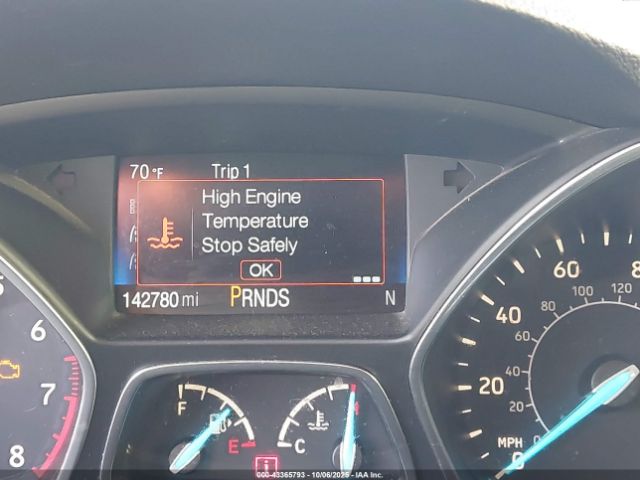 70°F Trip 1
High Engine
Temperature
Stop Safely
OK
142780 mi PRNDS N
6
7
8
F
E
C
60
40
20
0
MPH
100
120
80
60
40
20
000-43365793 - 10/06/2025 - IAA Inc.